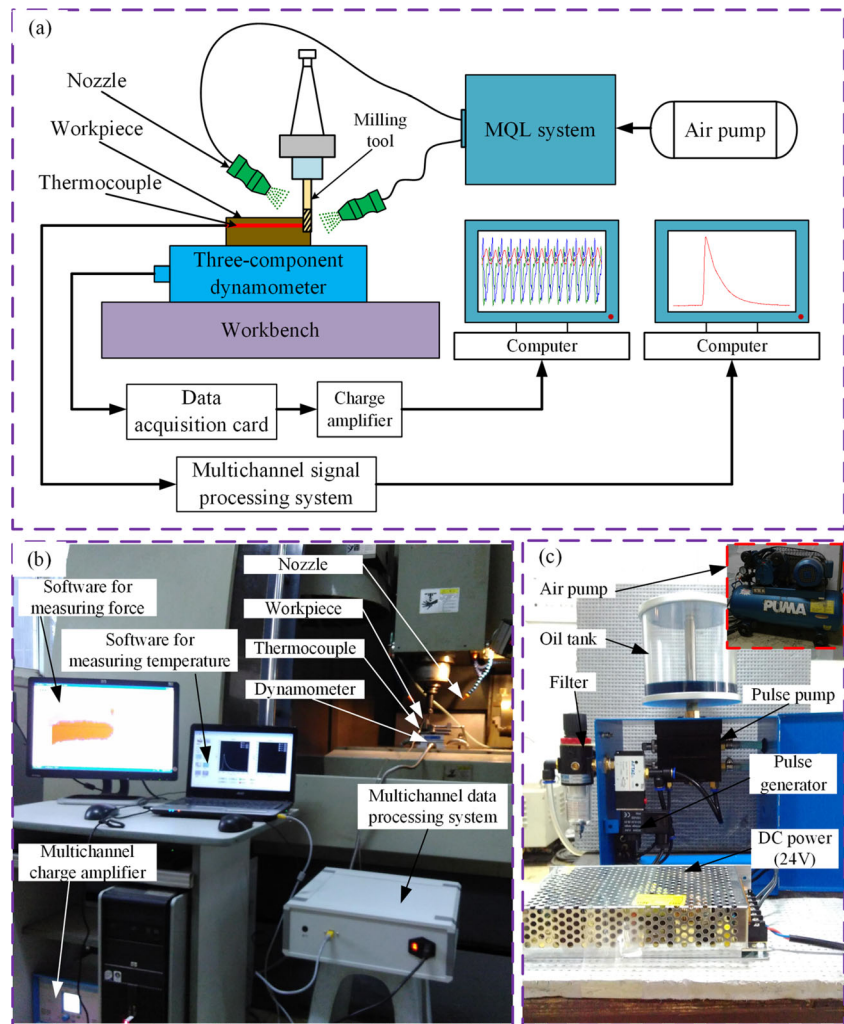 (a)
Nozzle
Workpiece
Thermocouple
Milling
tool
MQL system
Air pump
Three-component
dynamometer
Workbench
Computer
Computer
Data
acquisition card
Charge
amplifier
Multichannel signal
processing system
(b)
Software for
measuring force
Software for
measuring temperature
Nozzle
Workpiece
Thermocouple
Dynamometer
Multichannel data
processing system
Multichannel
charge amplifier
(c)
Air pump
PUMA
Oil tank
Filter
Pulse pump
Pulse
generator
DC power
(24V)